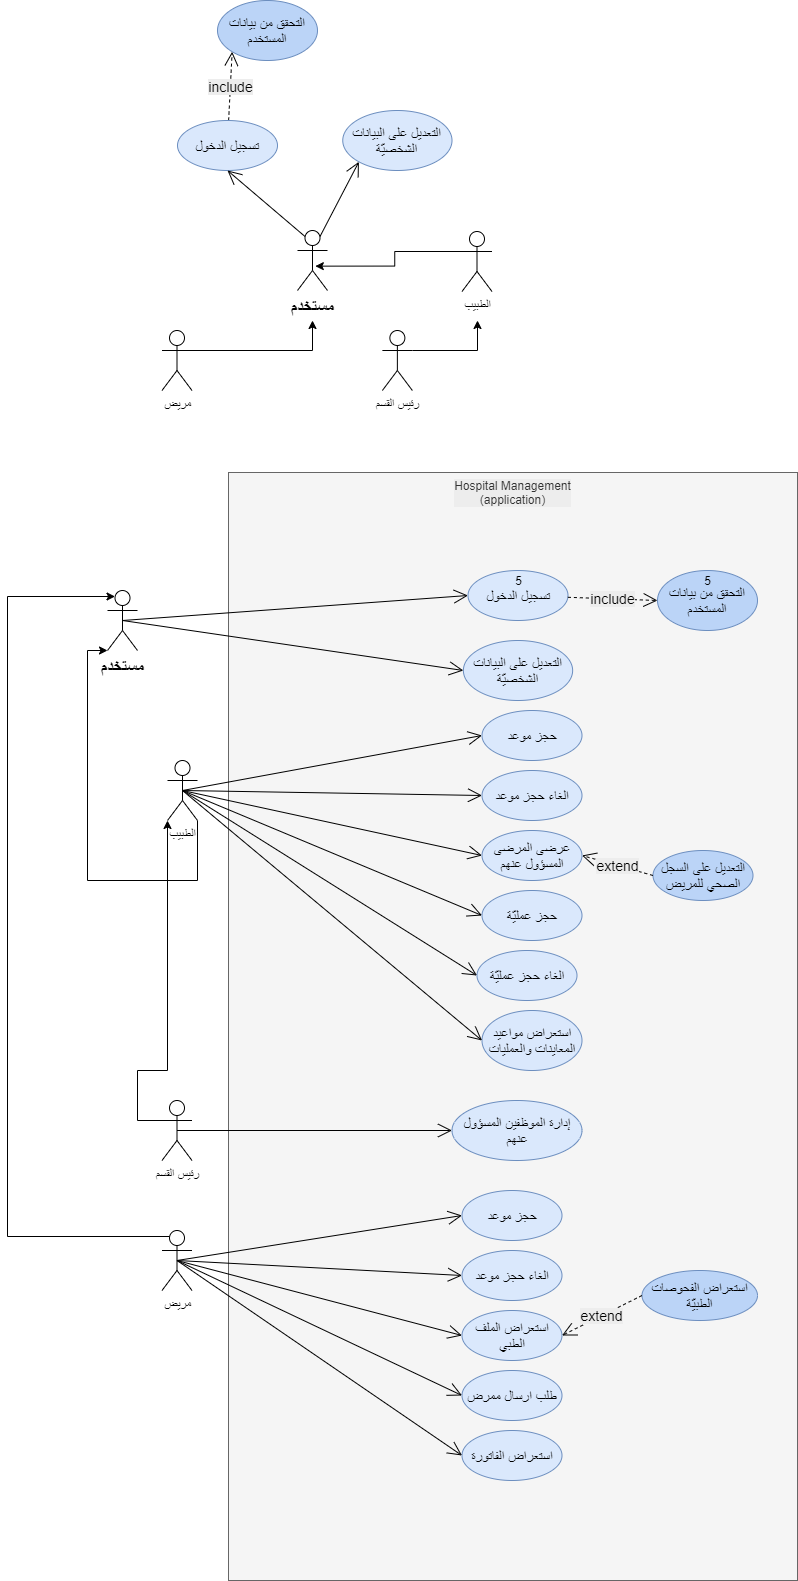 التحقق من بيانات
المستخدم
include
تسجيل الدخول
التعديل على البيانات
الشخصيّة
مستخدم
الطبيب
مريض
رئيس القسم
Hospital Management
(application)
5
تسجيل الدخول
include
5
التحقق من بيانات
المستخدم
مستخدم
التعديل على البيانات
الشخصيّة
حجز موعد
الطبيب
الغاء حجز موعد
عرضى المرضى
المسؤول عنهم
extend
التعديل على السجل
الصحي للمريض
حجز عمليّة
الغاء حجز عمليّة
استعراض مواعيد
المعاينات والعمليات
رئيس القسم
إدارة الموظفين المسؤول
عنهم
حجز موعد
مريض
الغاء حجز موعد
استعراض الفحوصات
الطبيّة
extend
استعراض الملف
الطبي
طلب ارسال ممرض
استعراض الفاتورة